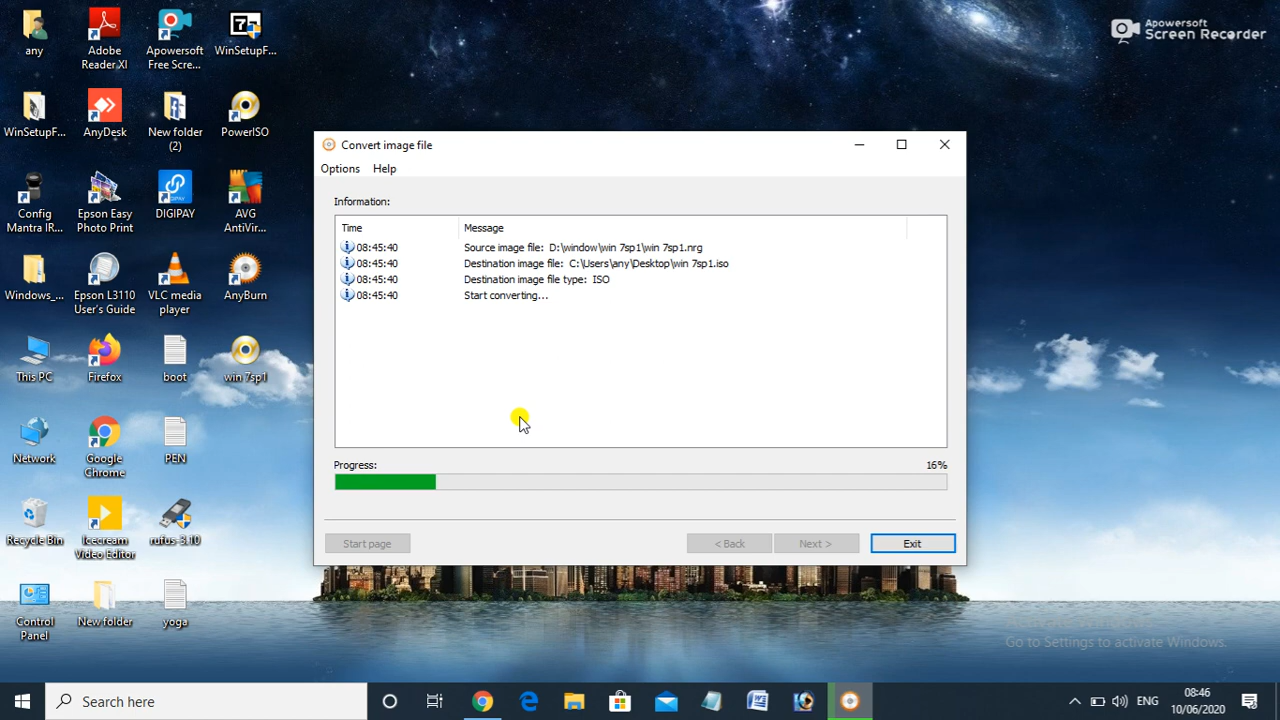 Apowersoft
Screen Recorder
any
Adobe
Reader XI
Apowersoft
Free Scre...
WinSetupF...
WinSetupF...
AnyDesk
New folder
(2)
PowerISO
Config
Mantra IR...
Epson Easy
Photo Print
DIGIPAY
DIGIPAY
AVG
AntiVir...
Windows_...
Epson L3110
User's Guide
VLC media
player
AnyBurn
This PC
Firefox
boot
win 7sp1
Network
Google
Chrome
PEN
Recycle Bin
Icecream
Video Editor
rufus-3.10
Control
Panel
New folder
yoga
Convert image file
Options Help
Information:
Time Message
08:45:40 Source image file: D:\window\win 7sp1\win 7sp1.nrg
08:45:40 Destination image file: C:\Users\any\Desktop\win 7sp1.iso
08:45:40 Destination image file type: ISO
08:45:40 Start converting...
Progress: 16%
Start page < Back Next > Exit
Go to Settings to activate Windows.
Search here ENG 08:46
10/06/2020